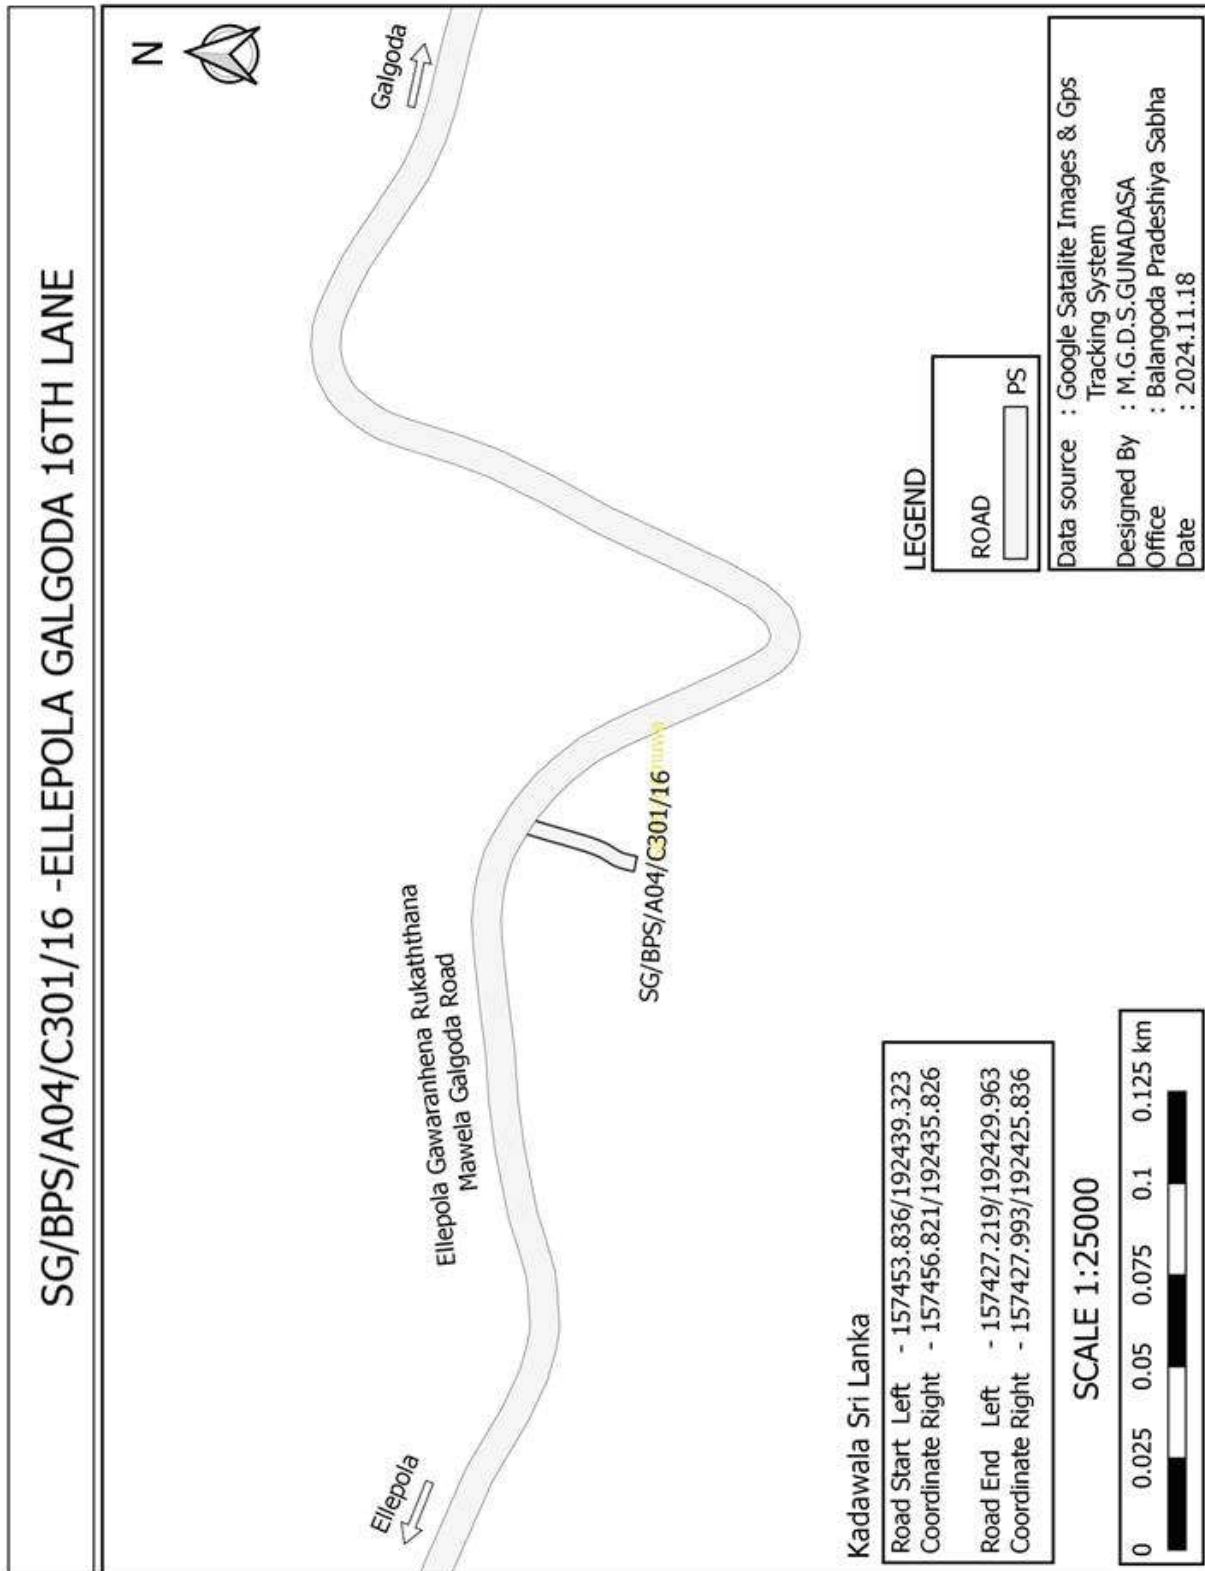 SG/BPS/A04/C301/16 -ELLEPOLA GALGODA 16TH LANE
N
Galgoda
Ellepola Gawaranhena Rukaththana
Mawela Galgoda Road
Ellepola
SG/BPS/A04/C301/16
Kadawala Sri Lanka
Road Start Left - 157453.836/192439.323
Coordinate Right - 157456.821/192435.826
Road End Left - 157427.219/192429.963
Coordinate Right - 157427.993/192425.836
SCALE 1:25000
0 0.025 0.05 0.075 0.1 0.125 km
LEGEND
ROAD
PS
Data source : Google Satalite Images & Gps
Tracking System
Designed By : M.G.D.S.GUNADASA
Office : Balangoda Pradeshiya Sabha
Date : 2024.11.18